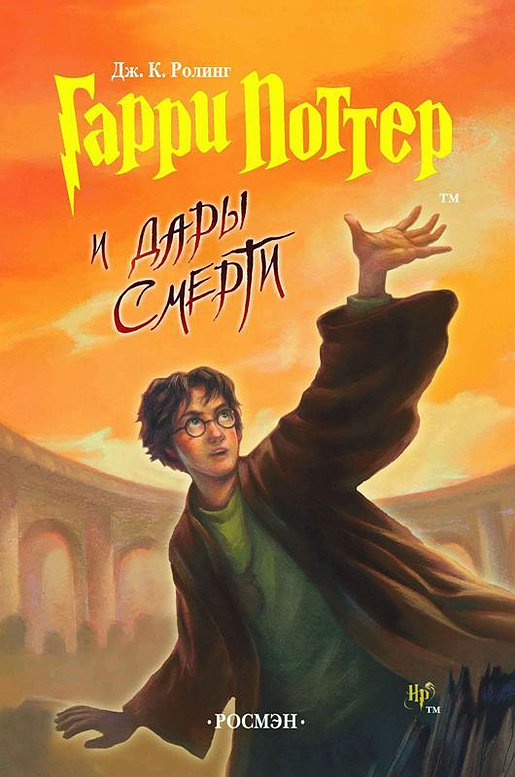 Дж. К. Ролинг
Гарри Поттер
™
и Дары
Смерти
HP
™
·РОСМЭН·